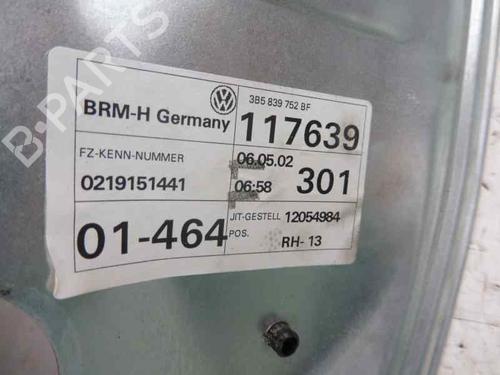 BRM-H Germany
3B5 839 752 BF
117639
FZ-KENN-NUMMER
0219151441
06.05.02
06:58
301
01-464
JIT-GESTELL 12054984
POS. RH- 13
B-PARTS